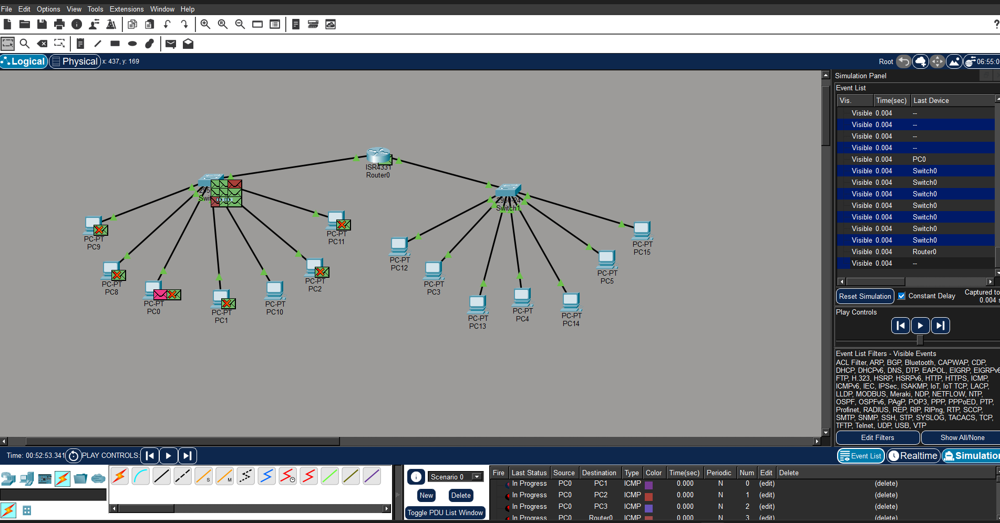 File Edit Options View Tools Extensions Window Help
?
Logical Physical x: 437, y: 169
Root 06:55:0
Simulation Panel
Event List
Vis. Time(sec) Last Device
Visible 0.004 --
Visible 0.004 --
Visible 0.004 --
Visible 0.004 --
Visible 0.004 PC0
Visible 0.004 Switch0
Visible 0.004 Switch0
Visible 0.004 Switch0
Visible 0.004 Switch0
Visible 0.004 Switch0
Visible 0.004 Switch0
Visible 0.004 Switch0
Visible 0.004 Router0
Visible 0.004 --
Reset Simulation Constant Delay
Captured to
0.004 s
Play Controls
Event List Filters - Visible Events
ACL Filter, ARP, BGP, Bluetooth, CAPWAP, CDP,
DHCP, DHCPv6, DNS, DTP, EAPOL, EIGRP, EIGRPv6
FTP, H.323, HSRP, HSRPv6, HTTP, HTTPS, ICMP,
ICMPv6, IEC, IPSec, ISAKMP, IoT, IoT TCP, LACP,
LLDP, MODBUS, Meraki, NDP, NETFLOW, NTP,
OSPF, OSPFv6, PAgP, POP3, PPP, PPPoED, PTP,
Profinet, RADIUS, REP, RIP, RIPng, RTP, SCCP,
SMTP, SNMP, SSH, STP, SYSLOG, TACACS, TCP,
TFTP, Telnet, UDP, USB, VTP
Edit Filters Show All/None
Event List Realtime Simulation
ISR4331
Router0
295
Swit
2950-24
Switch1
PC-PT
PC9
PC-PT
PC8
PC-PT
PC0
PC-PT
PC1
PC-PT
PC10
PC-PT
PC2
PC-PT
PC11
PC-PT
PC12
PC-PT
PC3
PC-PT
PC13
PC-PT
PC4
PC-PT
PC14
PC-PT
PC5
PC-PT
PC15
Time: 00:52:53.341 PLAY CONTROLS:
S
M
Scenario 0
New Delete
Toggle PDU List Window
Fire Last Status Source Destination Type Color Time(sec) Periodic Num Edit Delete
In Progress PC0 PC1 ICMP 0.000 N 0 (edit) (delete)
In Progress PC0 PC2 ICMP 0.000 N 1 (edit) (delete)
In Progress PC0 PC3 ICMP 0.000 N 2 (edit) (delete)
In Progress PC0 Router0 ICMP 0.000 N 3 (edit) (delete)